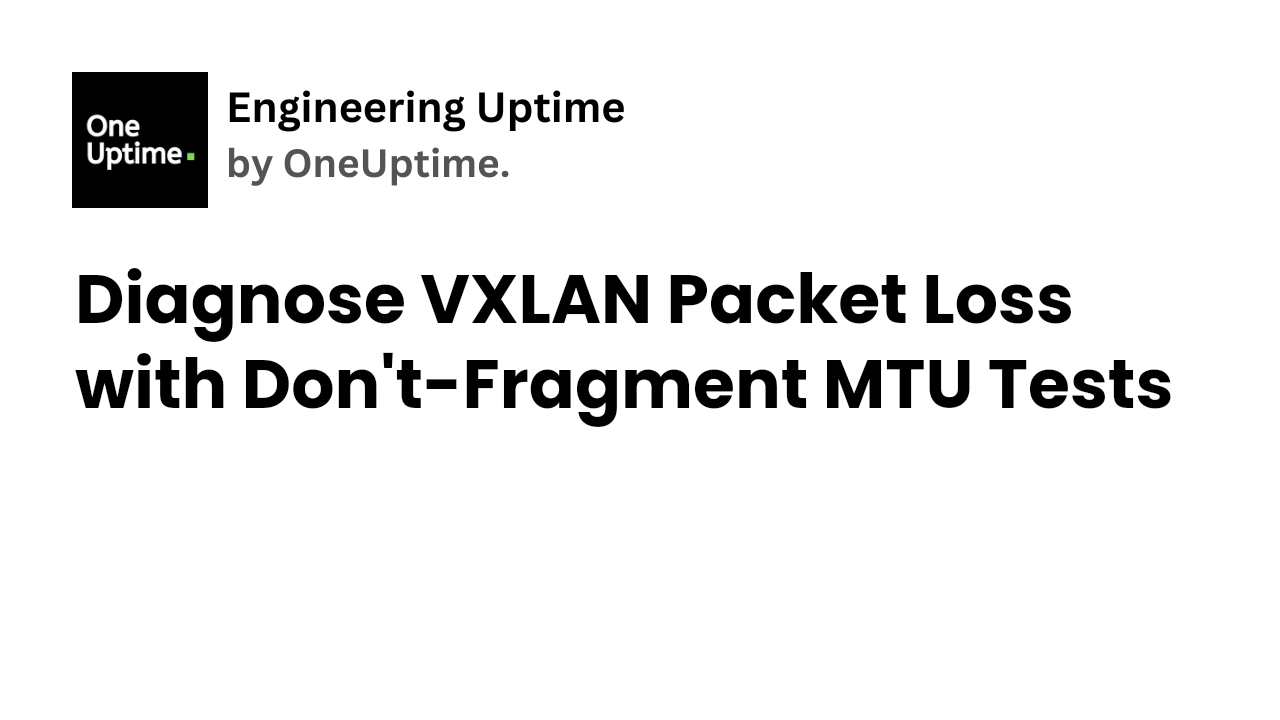 One
Uptime
Engineering Uptime
by OneUptime.
Diagnose VXLAN Packet Loss
with Don't-Fragment MTU Tests